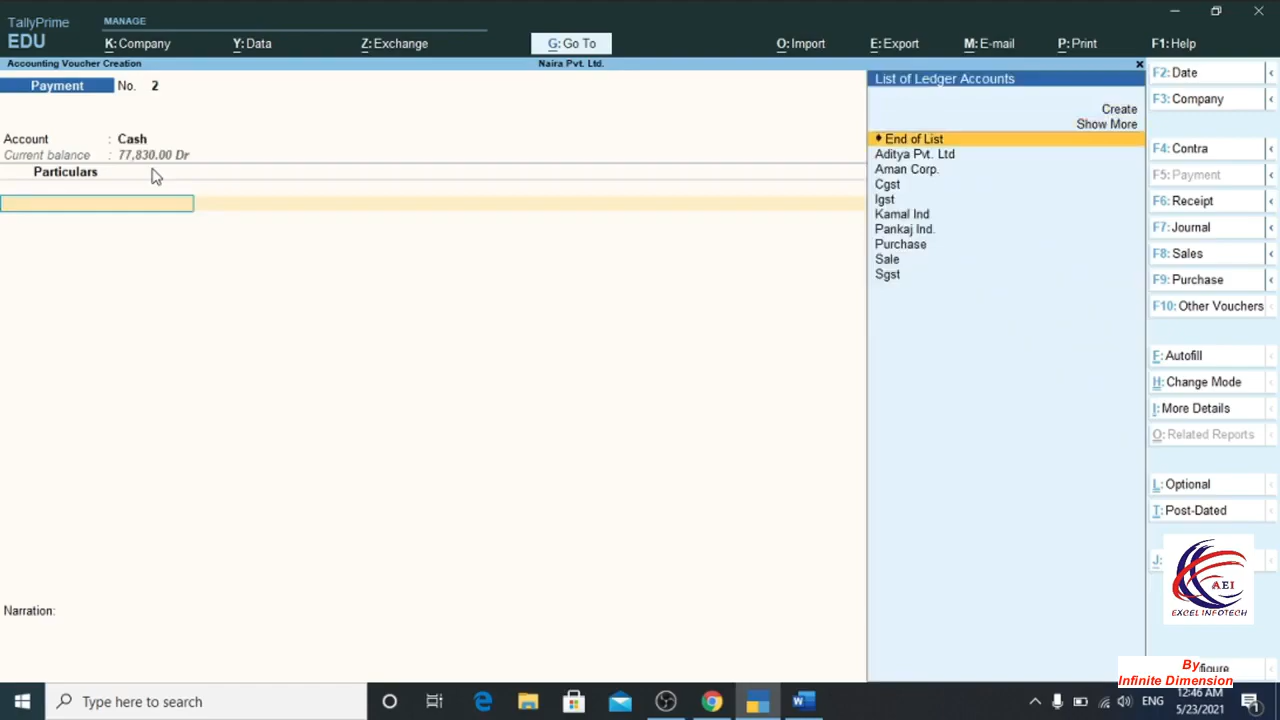 TallyPrime
EDU
MANAGE
K: Company
Y: Data
Z: Exchange
G: Go To
O: Import
E: Export
M: E-mail
P: Print
F1: Help
Accounting Voucher Creation
Naira Pvt. Ltd.
Payment No. 2
Account : Cash
Current balance : 77,830.00 Dr
Particulars
Narration:
List of Ledger Accounts
Create
Show More
♦ End of List
Aditya Pvt. Ltd
Aman Corp.
Cgst
Igst
Kamal Ind
Pankaj Ind.
Purchase
Sale
Sgst
F2: Date
F3: Company
F4: Contra
F5: Payment
F6: Receipt
F7: Journal
F8: Sales
F9: Purchase
F10: Other Vouchers
F: Autofill
H: Change Mode
I: More Details
O: Related Reports
L: Optional
T: Post-Dated
J:
AEI
EXCEL INFOTECH
By
Infinite Dimension
Type here to search
ENG
12:46 AM
5/23/2021
1